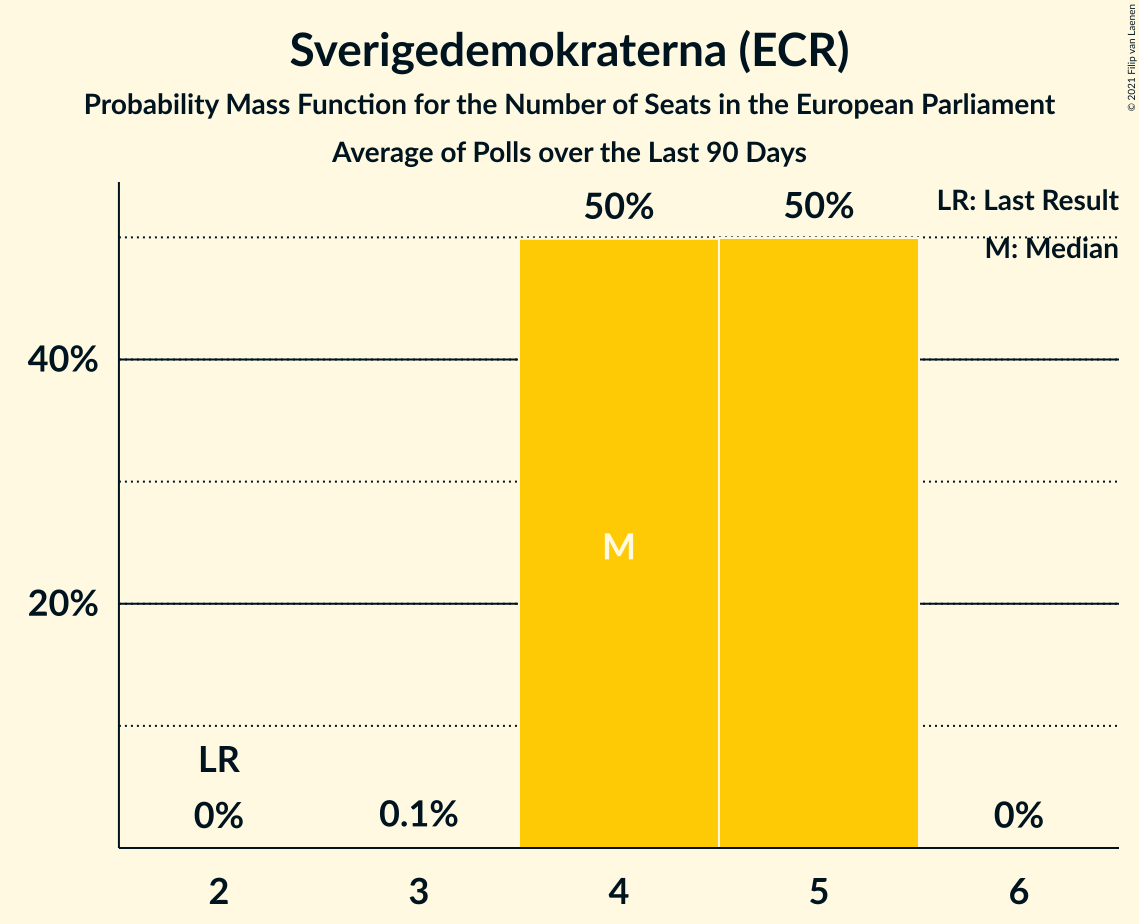 Sverigedemokraterna (ECR)
Probability Mass Function for the Number of Seats in the European Parliament
Average of Polls over the Last 90 Days
© 2021 Filip van Laenen
50%
50%
LR: Last Result
M: Median
40%
M
20%
LR
0%
0.1%
0%
2
3
4
5
6